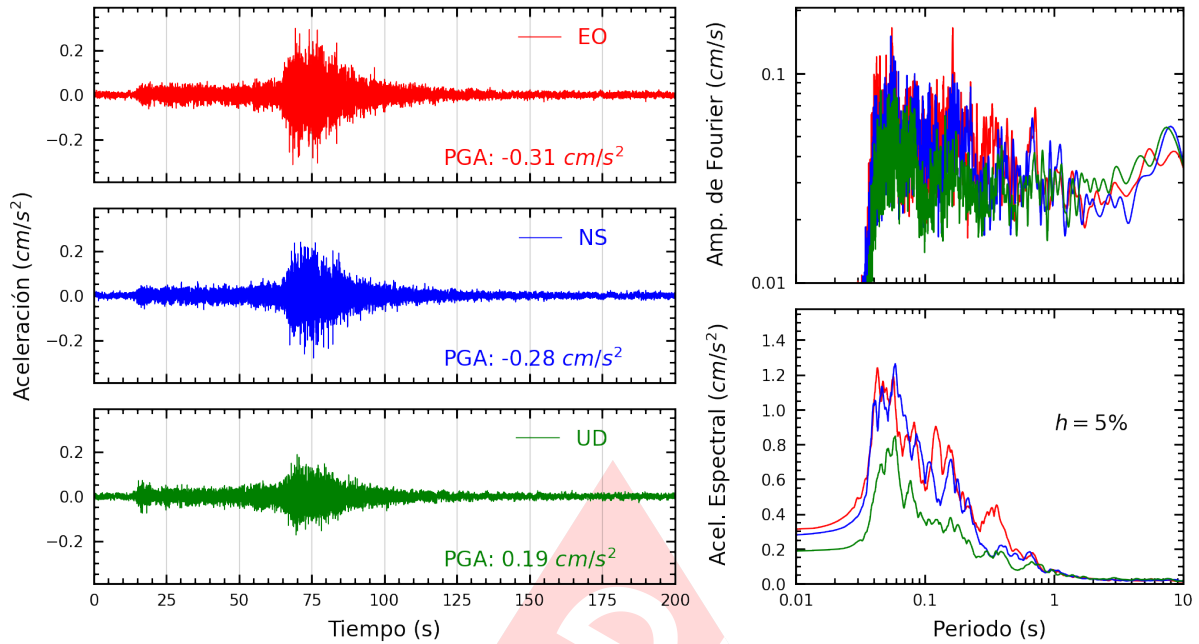 Aceleración (cm/s²)
0.2
0.0
−0.2
EO
PGA: -0.31 cm/s²
0.2
0.0
−0.2
NS
PGA: -0.28 cm/s²
0.2
0.0
−0.2
UD
PGA: 0.19 cm/s²
0 25 50 75 100 125 150 175 200
Tiempo (s)
Amp. de Fourier (cm/s)
0.1
0.01
Acel. Espectral (cm/s²)
1.4
1.2
1.0
0.8
0.6
0.4
0.2
0.0
h = 5%
0.01 0.1 1 10
Periodo (s)